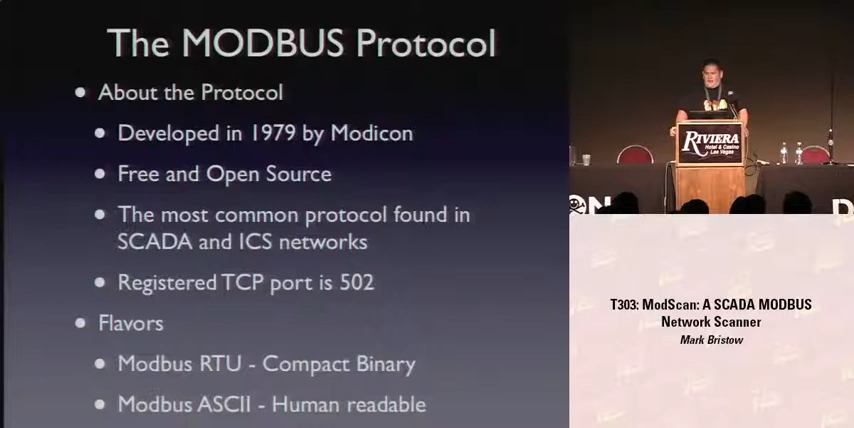 The MODBUS Protocol
About the Protocol
Developed in 1979 by Modicon
Free and Open Source
The most common protocol found in
SCADA and ICS networks
Registered TCP port is 502
Flavors
Modbus RTU - Compact Binary
Modbus ASCII - Human readable
RIVIERA
Hotel & Casino
Las Vegas
T303: ModScan: A SCADA MODBUS
Network Scanner
Mark Bristow